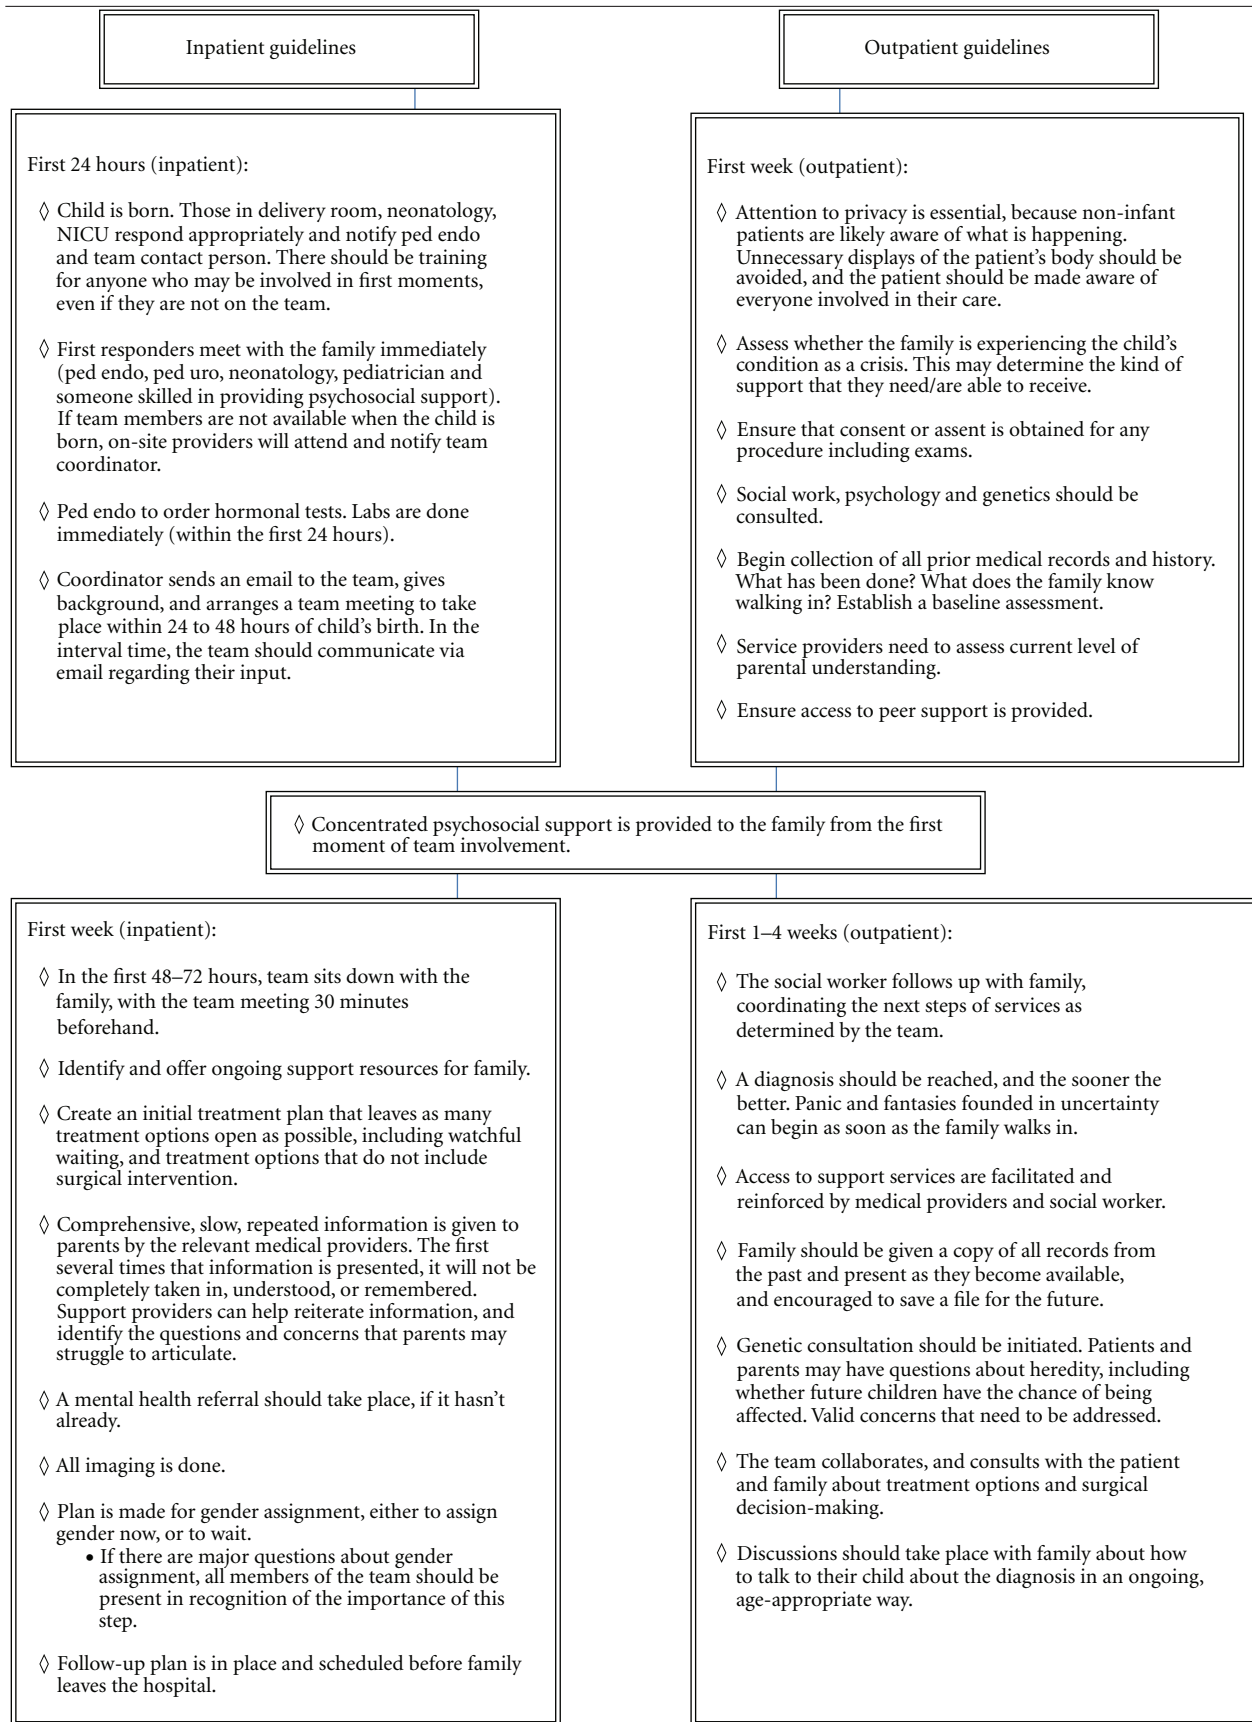 Inpatient guidelines
Outpatient guidelines
First 24 hours (inpatient):
◊ Child is born. Those in delivery room, neonatology,
NICU respond appropriately and notify ped endo
and team contact person. There should be training
for anyone who may be involved in first moments,
even if they are not on the team.
◊ First responders meet with the family immediately
(ped endo, ped uro, neonatology, pediatrician and
someone skilled in providing psychosocial support).
If team members are not available when the child is
born, on-site providers will attend and notify team
coordinator.
◊ Ped endo to order hormonal tests. Labs are done
immediately (within the first 24 hours).
◊ Coordinator sends an email to the team, gives
background, and arranges a team meeting to take
place within 24 to 48 hours of child's birth. In the
interval time, the team should communicate via
email regarding their input.
First week (outpatient):
◊ Attention to privacy is essential, because non-infant
patients are likely aware of what is happening.
Unnecessary displays of the patient's body should be
avoided, and the patient should be made aware of
everyone involved in their care.
◊ Assess whether the family is experiencing the child's
condition as a crisis. This may determine the kind of
support that they need/are able to receive.
◊ Ensure that consent or assent is obtained for any
procedure including exams.
◊ Social work, psychology and genetics should be
consulted.
◊ Begin collection of all prior medical records and history.
What has been done? What does the family know
walking in? Establish a baseline assessment.
◊ Service providers need to assess current level of
parental understanding.
◊ Ensure access to peer support is provided.
◊ Concentrated psychosocial support is provided to the family from the first
moment of team involvement.
First week (inpatient):
◊ In the first 48–72 hours, team sits down with the
family, with the team meeting 30 minutes
beforehand.
◊ Identify and offer ongoing support resources for family.
◊ Create an initial treatment plan that leaves as many
treatment options open as possible, including watchful
waiting, and treatment options that do not include
surgical intervention.
◊ Comprehensive, slow, repeated information is given to
parents by the relevant medical providers. The first
several times that information is presented, it will not be
completely taken in, understood, or remembered.
Support providers can help reiterate information, and
identify the questions and concerns that parents may
struggle to articulate.
◊ A mental health referral should take place, if it hasn't
already.
◊ All imaging is done.
◊ Plan is made for gender assignment, either to assign
gender now, or to wait.
• If there are major questions about gender
assignment, all members of the team should be
present in recognition of the importance of this
step.
◊ Follow-up plan is in place and scheduled before family
leaves the hospital.
First 1–4 weeks (outpatient):
◊ The social worker follows up with family,
coordinating the next steps of services as
determined by the team.
◊ A diagnosis should be reached, and the sooner the
better. Panic and fantasies founded in uncertainty
can begin as soon as the family walks in.
◊ Access to support services are facilitated and
reinforced by medical providers and social worker.
◊ Family should be given a copy of all records from
the past and present as they become available,
and encouraged to save a file for the future.
◊ Genetic consultation should be initiated. Patients and
parents may have questions about heredity, including
whether future children have the chance of being
affected. Valid concerns that need to be addressed.
◊ The team collaborates, and consults with the patient
and family about treatment options and surgical
decision-making.
◊ Discussions should take place with family about how
to talk to their child about the diagnosis in an ongoing,
age-appropriate way.